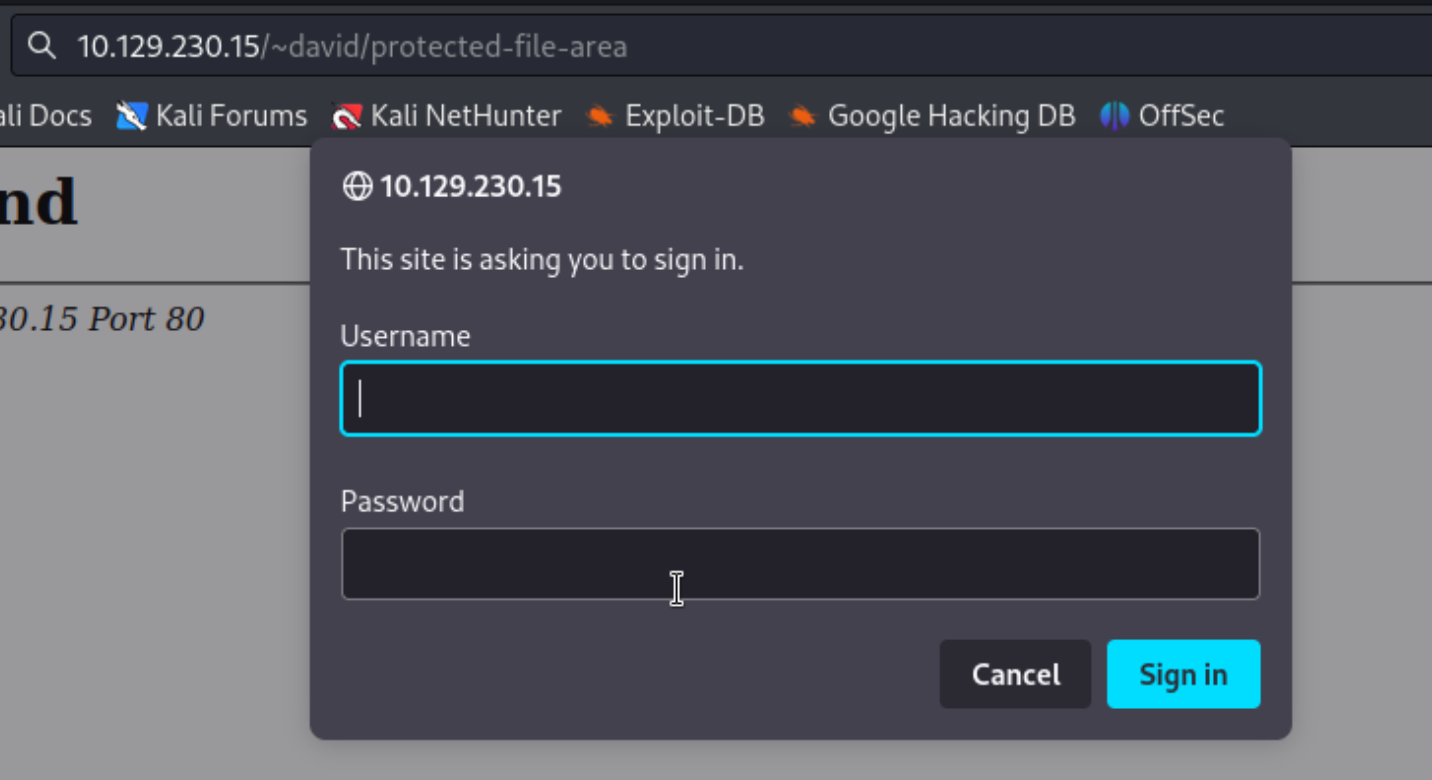 10.129.230.15/~david/protected-file-area
ali Docs Kali Forums Kali NetHunter Exploit-DB Google Hacking DB OffSec
nd
10.129.230.15
This site is asking you to sign in.
Username
30.15 Port 80
Password
Cancel Sign in